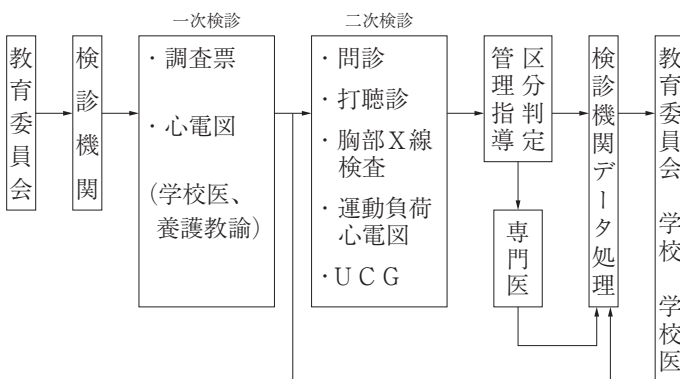 一次検診
二次検診
教育委員会
検診機関
・調査票
・心電図
(学校医、
養護教諭)
・問診
・打聴診
・胸部X線
検査
・運動負荷
心電図
・UCG
区分判定
管理指導
専門医
検診機関データ処理
教育委員会 学校 学校医